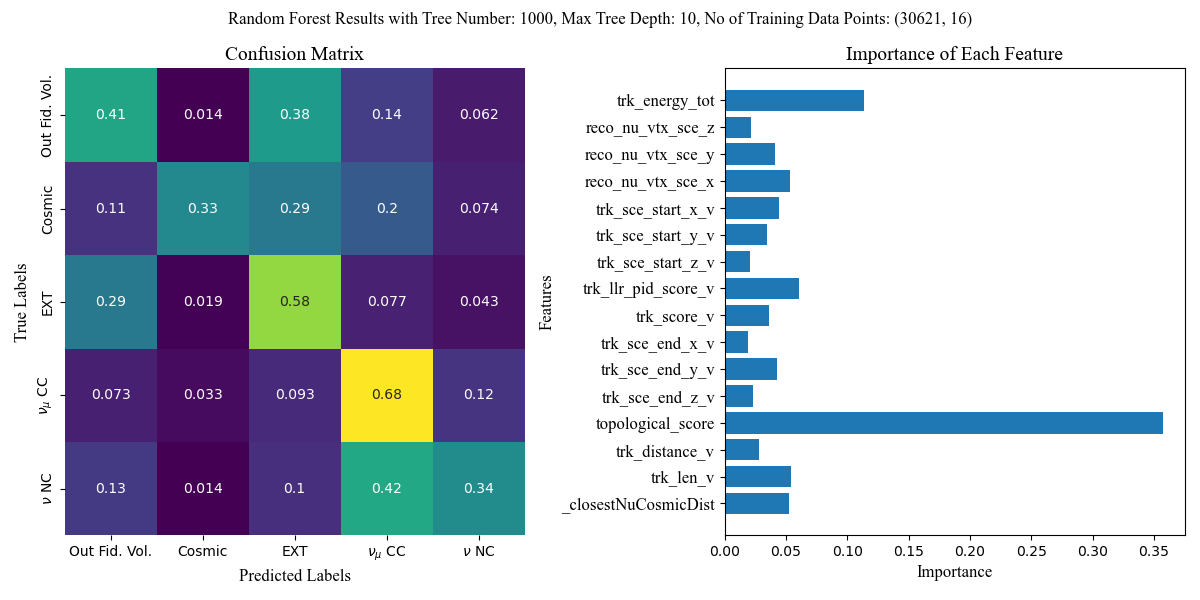 Random Forest Results with Tree Number: 1000, Max Tree Depth: 10, No of Training Data Points: (30621, 16)
Confusion Matrix
True Labels
Out Fid. Vol.
0.41 0.014 0.38 0.14 0.062
Cosmic
0.11 0.33 0.29 0.2 0.074
EXT
0.29 0.019 0.58 0.077 0.043
νμ CC
0.073 0.033 0.093 0.68 0.12
ν NC
0.13 0.014 0.1 0.42 0.34
Out Fid. Vol. Cosmic EXT νμ CC ν NC
Predicted Labels
Importance of Each Feature
Features
trk_energy_tot
reco_nu_vtx_sce_z
reco_nu_vtx_sce_y
reco_nu_vtx_sce_x
trk_sce_start_x_v
trk_sce_start_y_v
trk_sce_start_z_v
trk_llr_pid_score_v
trk_score_v
trk_sce_end_x_v
trk_sce_end_y_v
trk_sce_end_z_v
topological_score
trk_distance_v
trk_len_v
_closestNuCosmicDist
0.00 0.05 0.10 0.15 0.20 0.25 0.30 0.35
Importance